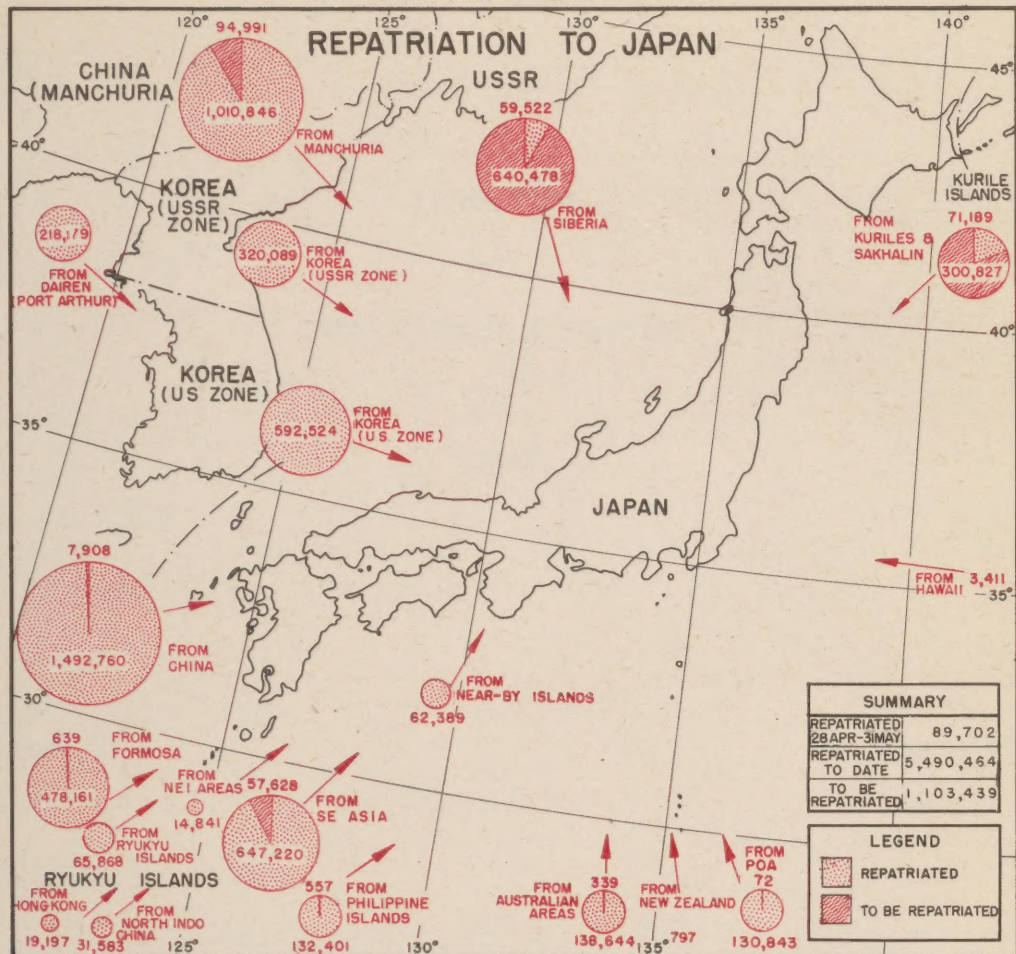 120°
125°
130°
135°
140°
REPATRIATION TO JAPAN
94,991
CHINA
(MANCHURIA
1,010,846
FROM
MANCHURIA
USSR
59,522
640,478
FROM
SIBERIA
45°
40°
KOREA
(USSR
ZONE)
218,179
FROM
DAIREN
(PORT ARTHUR)
320,089
FROM
KOREA
(USSR ZONE)
KURILE
ISLANDS
71,189
FROM
KURILES &
SAKHALIN
300,827
40°
KOREA
(US ZONE)
35°
592,524
FROM
KOREA
(U.S. ZONE)
JAPAN
7,908
1,492,760
FROM
CHINA
FROM
HAWAII
3,411
35°
FROM
NEAR-BY ISLANDS
62,389
30°
639
FROM
FORMOSA
478,161
FROM
NEI AREAS
14,841
57,628
FROM
SE ASIA
647,220
FROM
RYUKYU
ISLANDS
65,868
RYUKYU ISLANDS
FROM
HONG KONG
19,197
FROM
NORTH INDO
CHINA
31,583
125°
557
FROM
PHILIPPINE
ISLANDS
132,401
130°
FROM
AUSTRALIAN
AREAS
339
138,644
135°
FROM
NEW ZEALAND
797
FROM
POA
72
130,843
SUMMARY
REPATRIATED
28 APR-31 MAY 89,702
REPATRIATED
TO DATE 5,490,464
TO BE
REPATRIATED 1,103,439
LEGEND
REPATRIATED
TO BE REPATRIATED